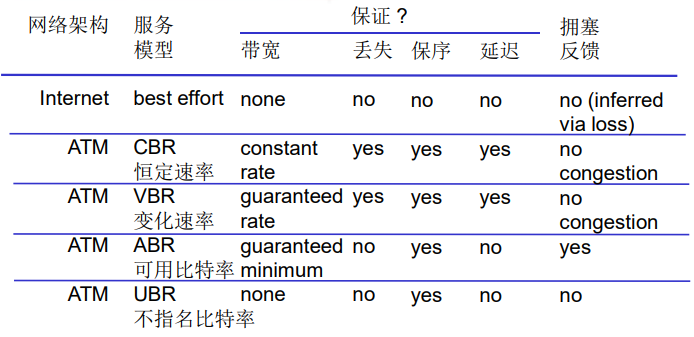 保证 ?
网络架构 服务 拥塞
模型 带宽 丢失 保序 延迟 反馈
Internet best effort none no no no no (inferred
via loss)
ATM CBR constant yes yes yes no
恒定速率 rate congestion
ATM VBR guaranteed yes yes yes no
变化速率 rate congestion
ATM ABR guaranteed no yes no yes
可用比特率 minimum
ATM UBR none no yes no no
不指名比特率